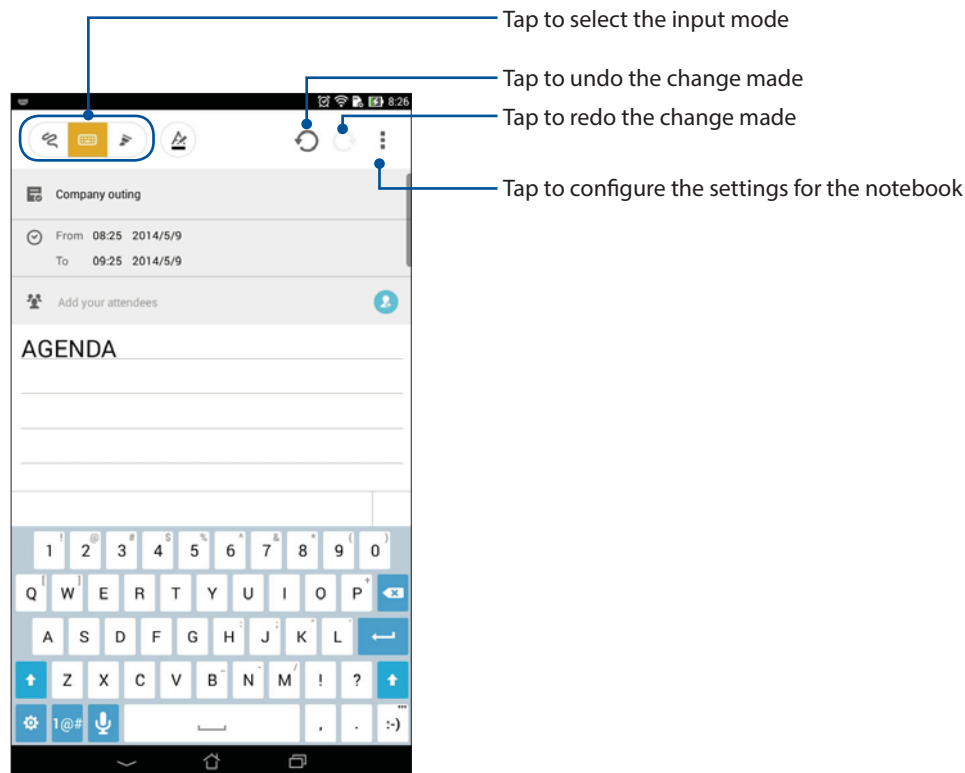 Tap to select the input mode
Tap to undo the change made
8:26
Tap to redo the change made
Tap to configure the settings for the notebook
Company outing
From 08:25 2014/5/9
To 09:25 2014/5/9
Add your attendees
AGENDA
1 ! 2 @ 3 # 4 $ 5 % 6 ^ 7 & 8 * 9 ( 0 )
Q [ W ] E R T Y U I O P +
A S D F G H : J ; K " L '
Z X C V B _ N - M / ! ?
1@# , . :-) ...